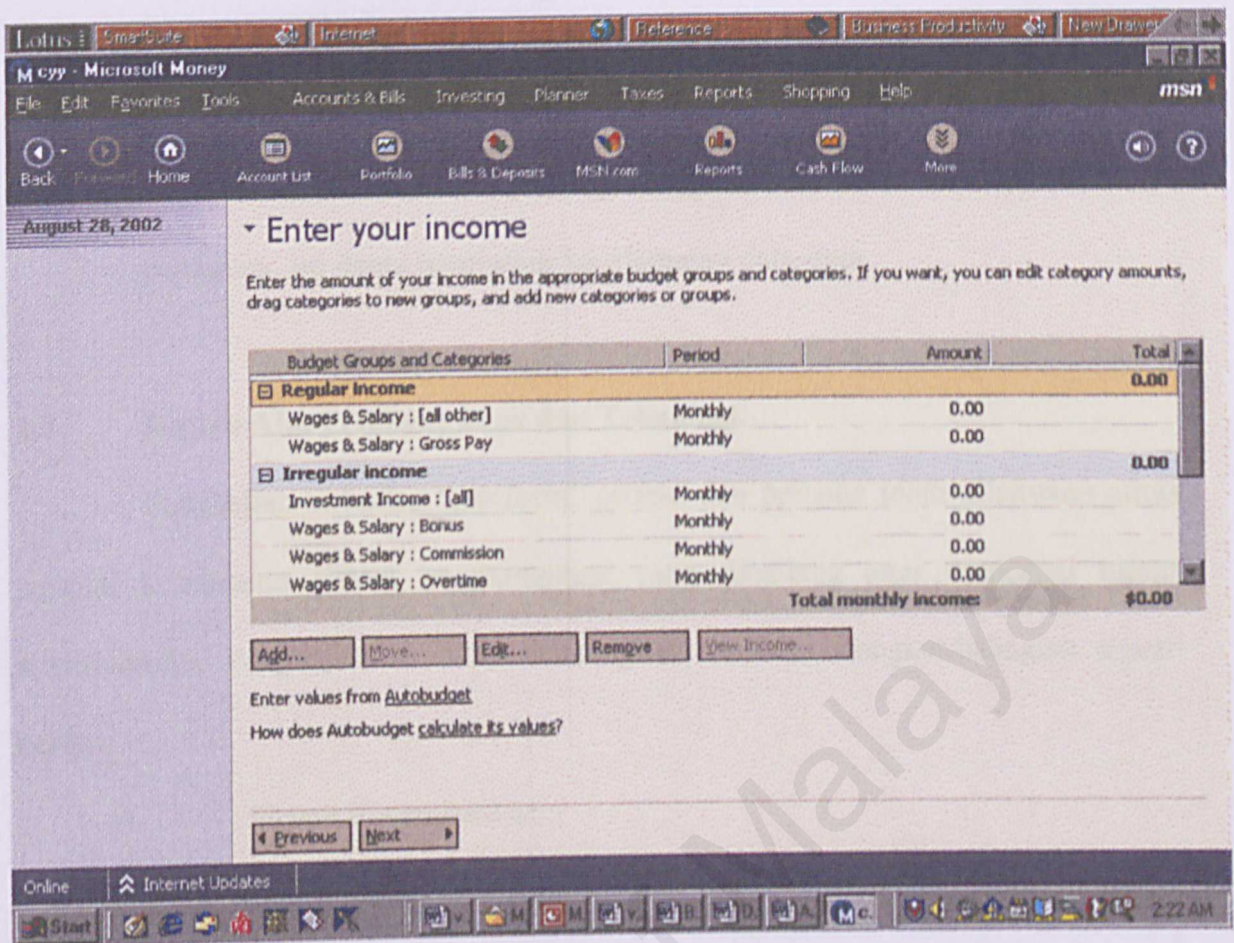 Lotus SmartSuite Internet Reference Business Productivity New Drawer
M cyy - Microsoft Money
File Edit Favorites Tools Accounts & Bills Investing Planner Taxes Reports Shopping Help msn
Back Forward Home Account List Portfolio Bills & Deposits MSN.com Reports Cash Flow More
August 28, 2002
Enter your income
Enter the amount of your income in the appropriate budget groups and categories. If you want, you can edit category amounts,
drag categories to new groups, and add new categories or groups.
Budget Groups and Categories Period Amount Total
Regular Income 0.00
Wages & Salary : [all other] Monthly 0.00
Wages & Salary : Gross Pay Monthly 0.00
Irregular income 0.00
Investment Income : [all] Monthly 0.00
Wages & Salary : Bonus Monthly 0.00
Wages & Salary : Commission Monthly 0.00
Wages & Salary : Overtime Monthly 0.00
Total monthly income: $0.00
Add... Move... Edit... Remove View Income...
Enter values from Autobudget
How does Autobudget calculate its values?
Previous Next
Online Internet Updates
Start v. M M v. B. D. A. c. 2:22 AM
Malaya